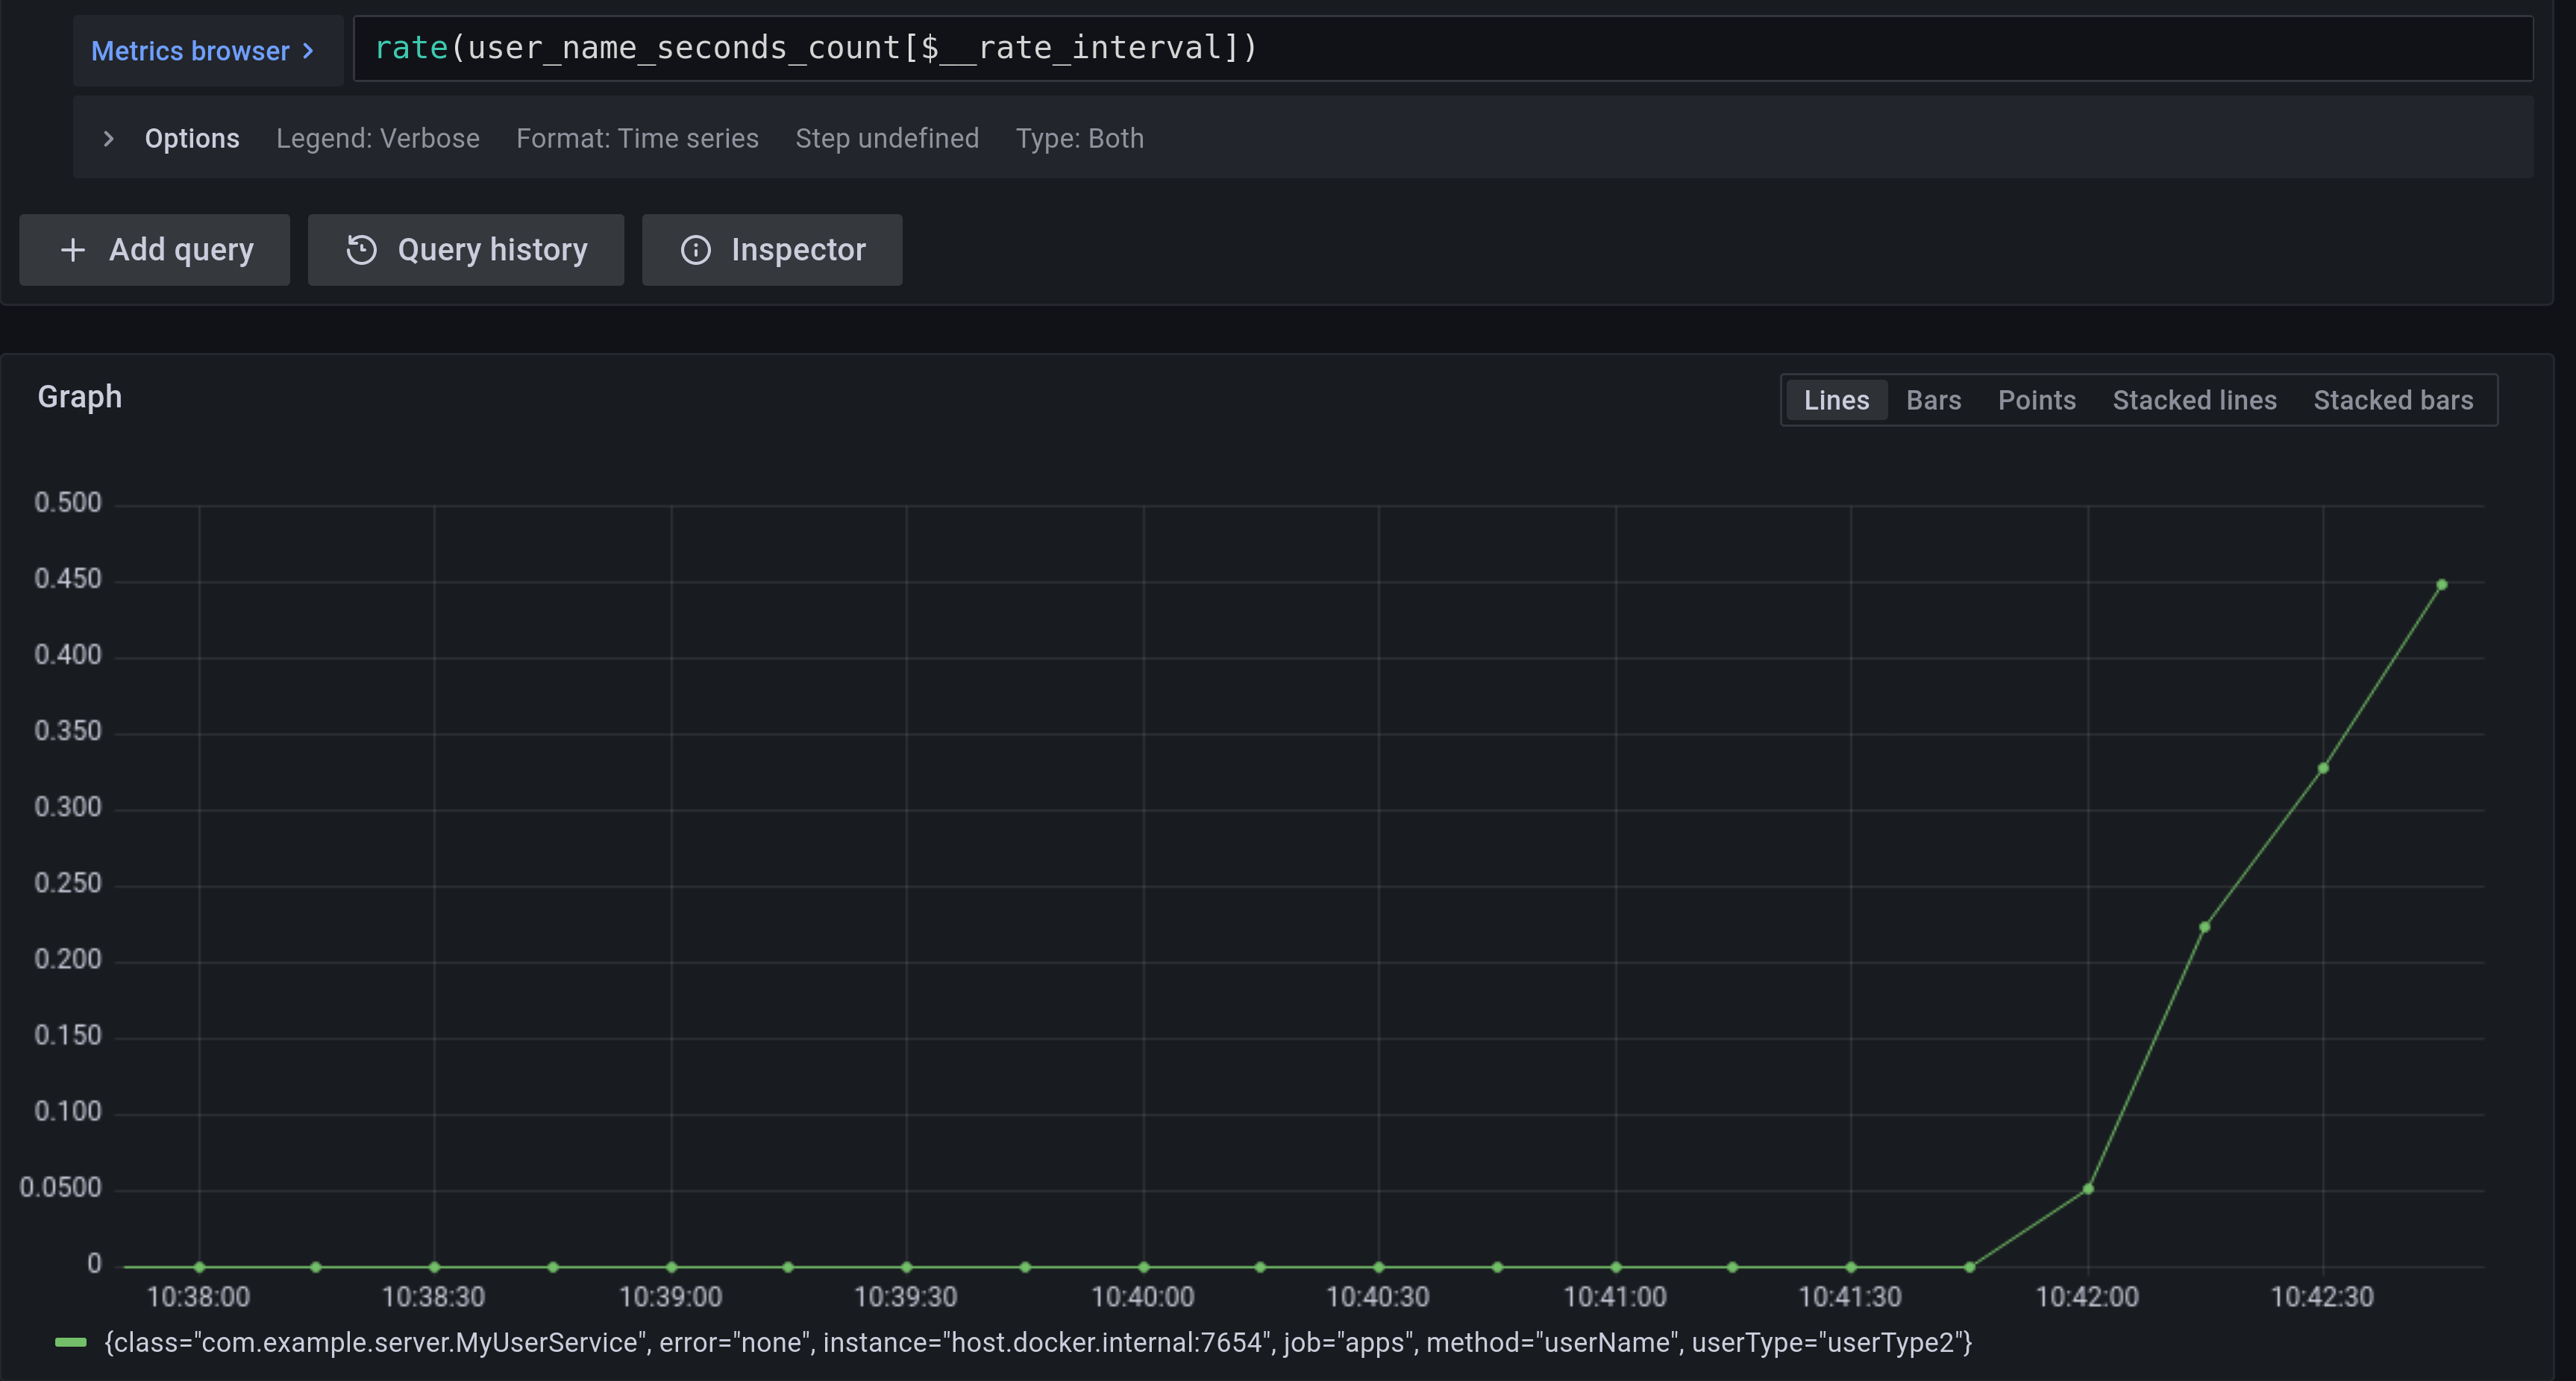 Metrics browser >
rate(user_name_seconds_count[$__rate_interval])
> Options Legend: Verbose Format: Time series Step undefined Type: Both
+ Add query Query history Inspector
Graph
Lines Bars Points Stacked lines Stacked bars
0.500
0.450
0.400
0.350
0.300
0.250
0.200
0.150
0.100
0.0500
0
10:38:00 10:38:30 10:39:00 10:39:30 10:40:00 10:40:30 10:41:00 10:41:30 10:42:00 10:42:30
{class="com.example.server.MyUserService", error="none", instance="host.docker.internal:7654", job="apps", method="userName", userType="userType2"}